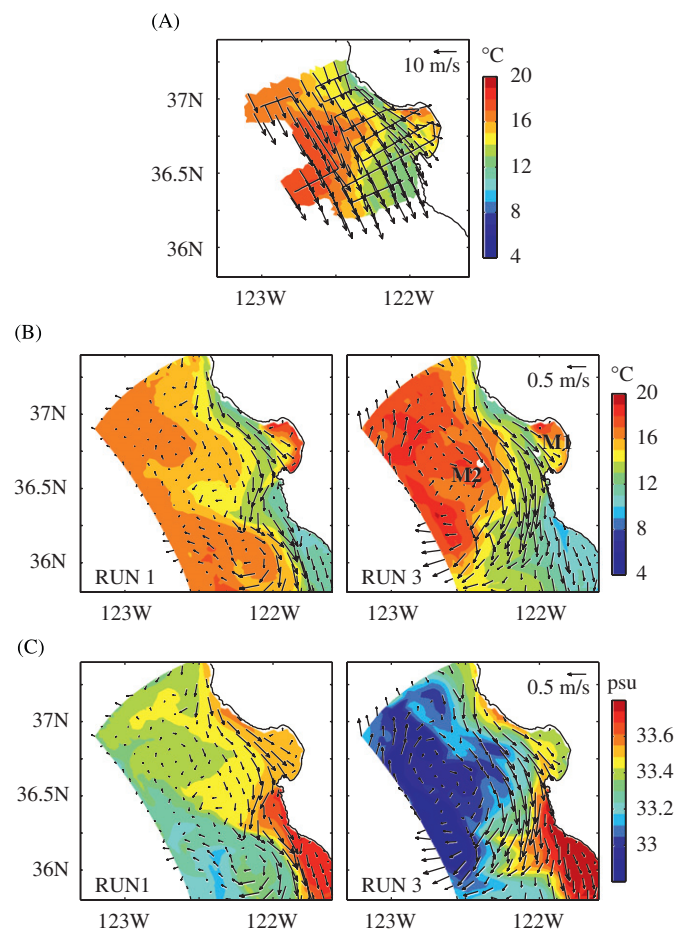 (A)
10 m/s
°C
20
16
12
8
4
37N
36.5N
36N
123W
122W
(B)
0.5 m/s
°C
20
16
12
8
4
37N
36.5N
36N
M1
M2
RUN 1
RUN 3
123W
122W
123W
122W
(C)
0.5 m/s
psu
33.6
33.4
33.2
33
37N
36.5N
36N
RUN1
RUN 3
123W
122W
123W
122W